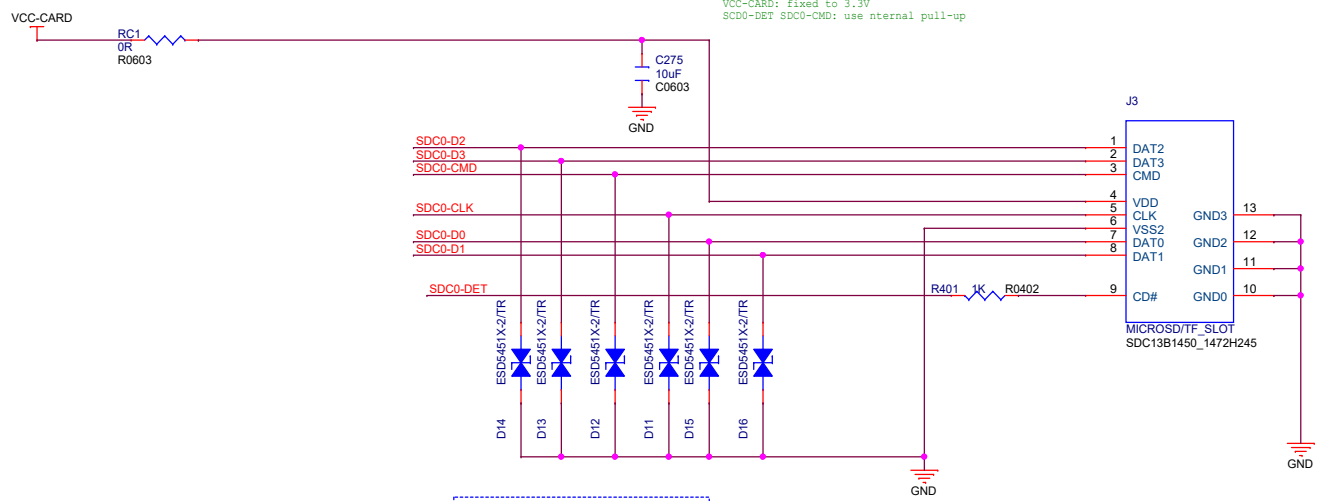 VCC-CARD: fixed to 3.3V
SCD0-DET SDC0-CMD: use nternal pull-up
VCC-CARD
RC1
0R
R0603
C275
10uF
C0603
GND
J3
SDC0-D2
1
DAT2
SDC0-D3
2
DAT3
SDC0-CMD
3
CMD
4
VDD
SDC0-CLK
5
CLK
GND3
13
6
VSS2
SDC0-D0
7
DAT0
GND2
12
SDC0-D1
8
DAT1
GND1
11
SDC0-DET
R401
1K
R0402
9
CD#
GND0
10
MICROSD/TF_SLOT
SDC13B1450_1472H245
ESD5451X-2/TR
ESD5451X-2/TR
ESD5451X-2/TR
ESD5451X-2/TR
ESD5451X-2/TR
ESD5451X-2/TR
D14
D13
D12
D11
D15
D16
GND
GND